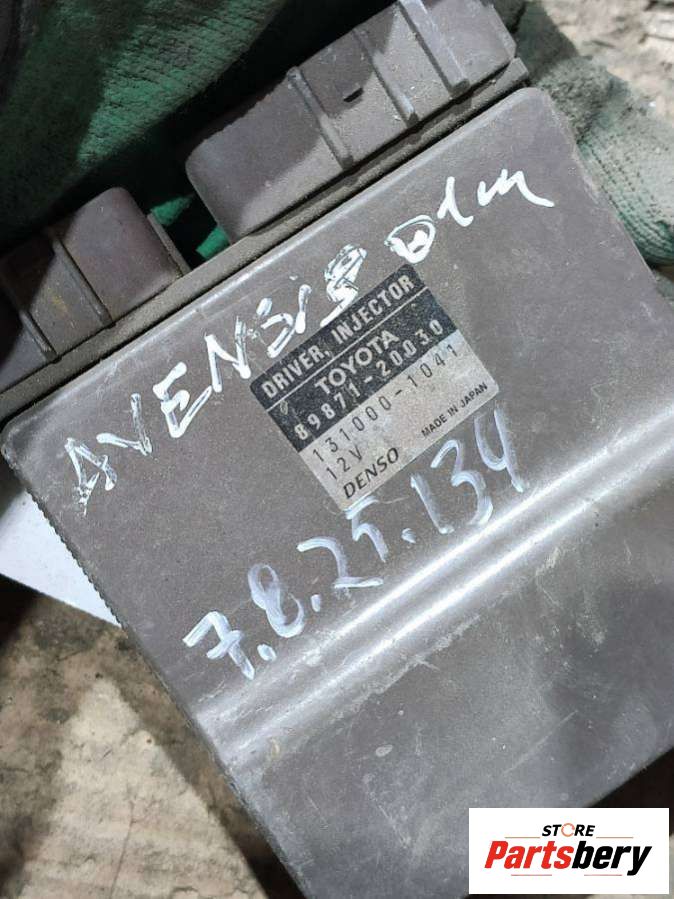 AVENSIS D1m
DRIVER, INJECTOR
TOYOTA
89871-20030
131000-1041
12V
DENSO MADE IN JAPAN
7.8.25.134
STORE
Partsbery